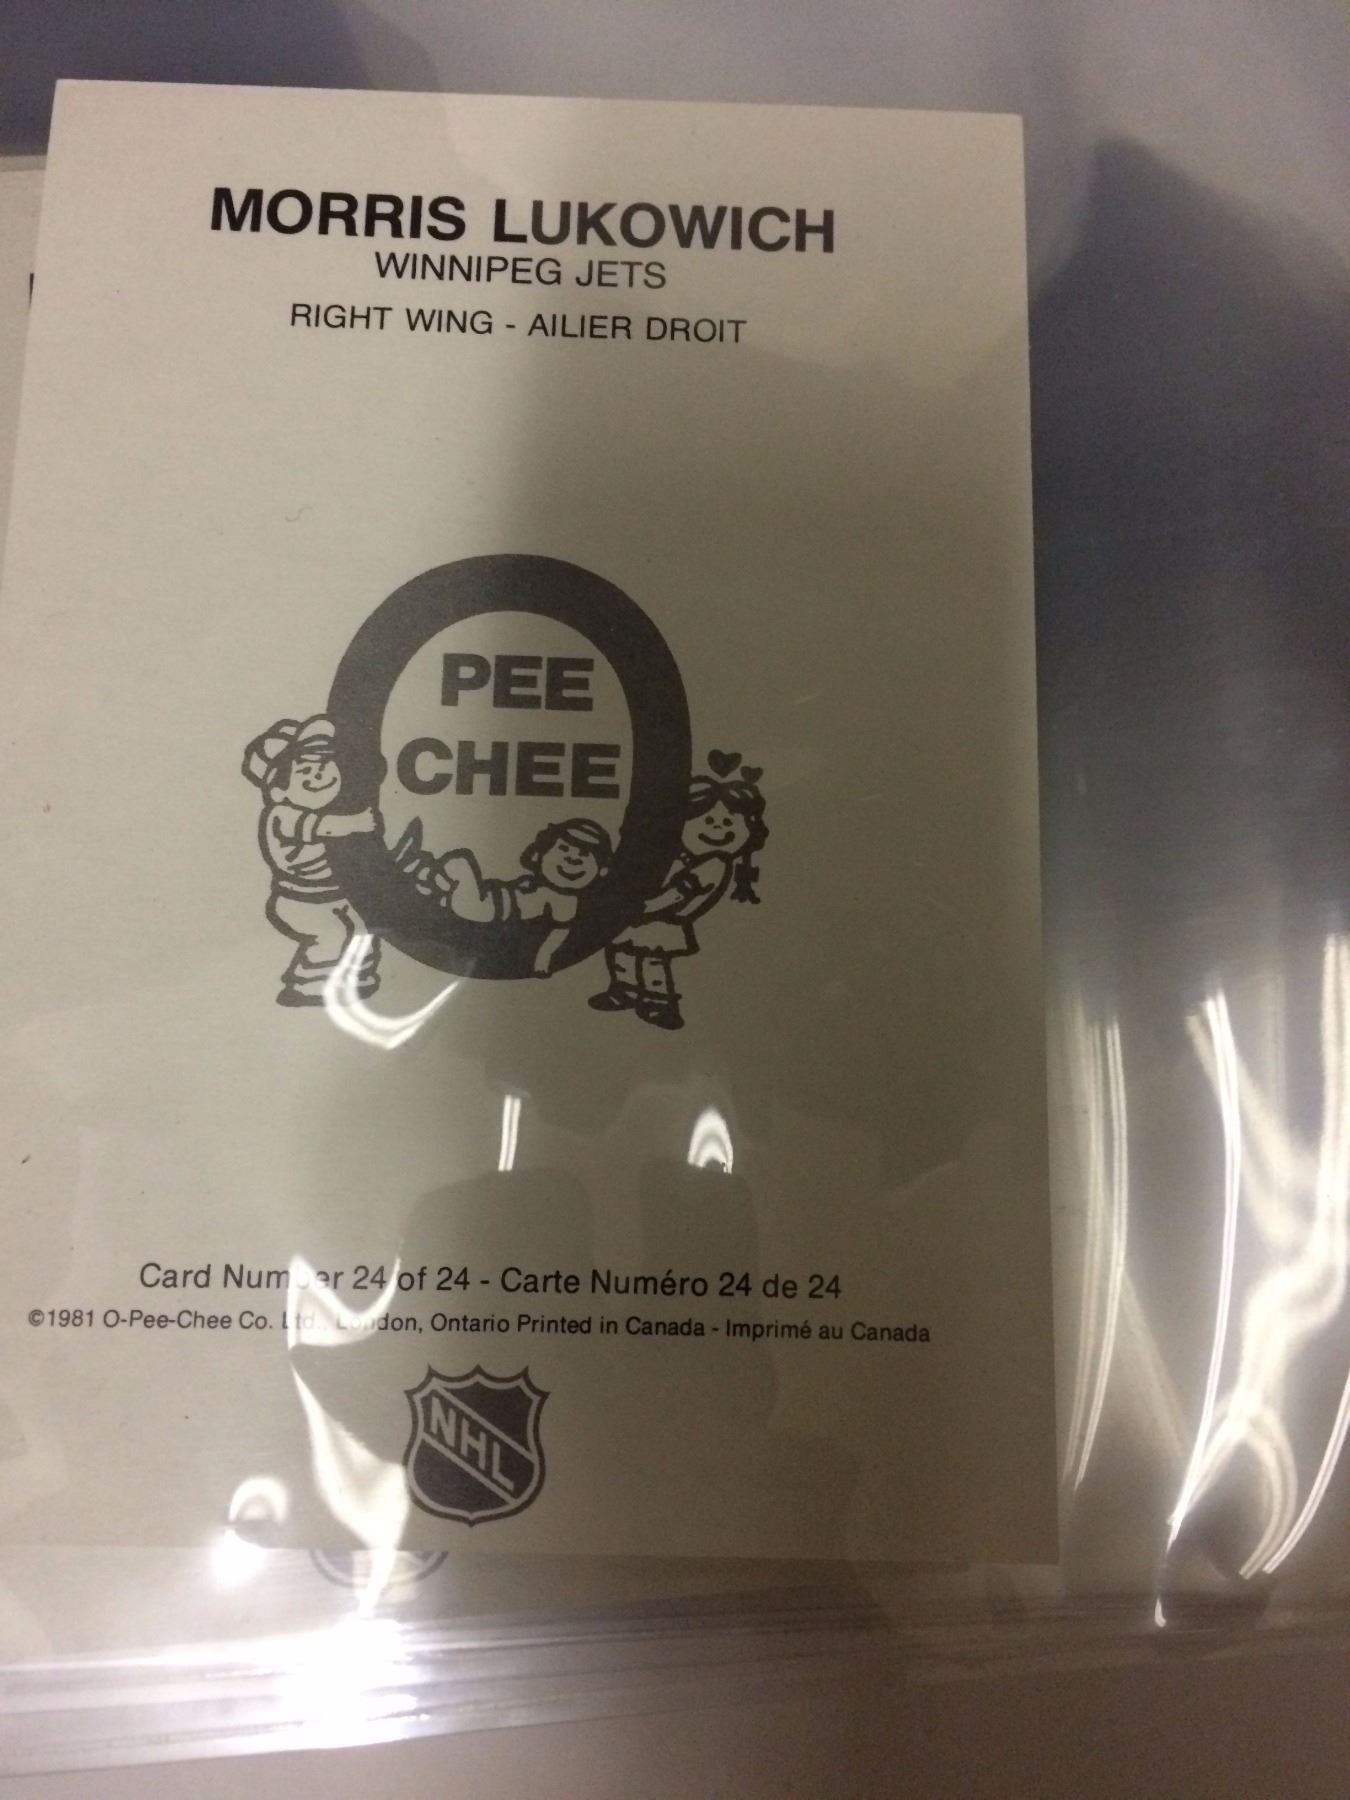 MORRIS LUKOWICH
WINNIPEG JETS
RIGHT WING - AILIER DROIT
O
PEE
CHEE
Card Number 24 of 24 - Carte Numéro 24 de 24
©1981 O-Pee-Chee Co. Ltd., London, Ontario Printed in Canada - Imprimé au Canada
NHL